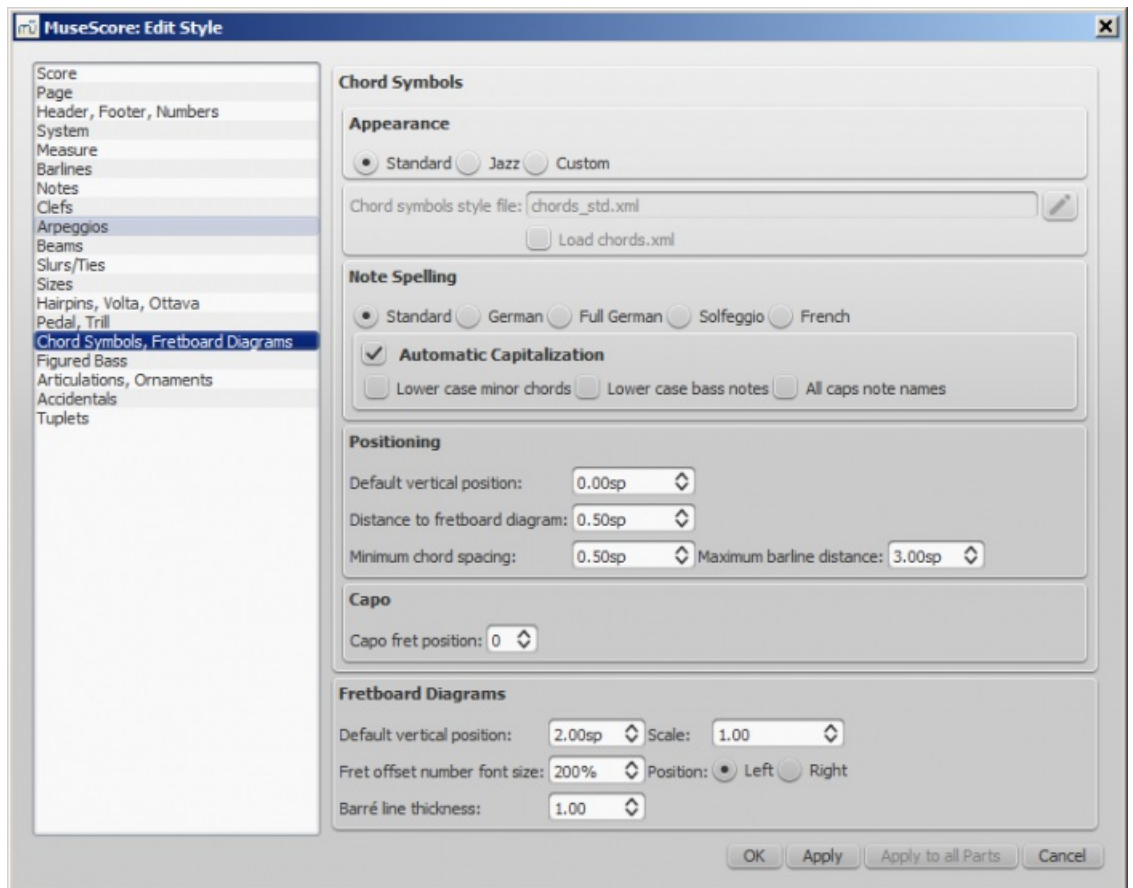 MuseScore: Edit Style
Score
Page
Header, Footer, Numbers
System
Measure
Barlines
Notes
Clefs
Arpeggios
Beams
Slurs/Ties
Sizes
Hairpins, Volta, Ottava
Pedal, Trill
Chord Symbols, Fretboard Diagrams
Figured Bass
Articulations, Ornaments
Accidentals
Tuplets
Chord Symbols
Appearance
Standard Jazz Custom
Chord symbols style file: chords_std.xml
Load chords.xml
Note Spelling
Standard German Full German Solfeggio French
Automatic Capitalization
Lower case minor chords Lower case bass notes All caps note names
Positioning
Default vertical position: 0.00sp
Distance to fretboard diagram: 0.50sp
Minimum chord spacing: 0.50sp Maximum barline distance: 3.00sp
Capo
Capo fret position: 0
Fretboard Diagrams
Default vertical position: 2.00sp Scale: 1.00
Fret offset number font size: 200% Position: Left Right
Barré line thickness: 1.00
OK Apply Apply to all Parts Cancel